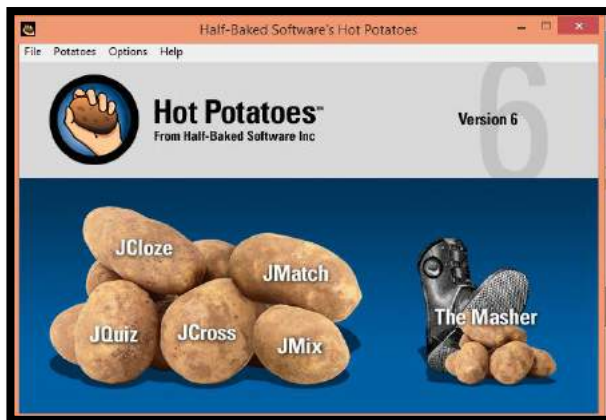 Half-Baked Software's Hot Potatoes
File Potatoes Options Help
Hot Potatoes™
From Half-Baked Software Inc
Version 6
6
JCloze
JMatch
JQuiz
JCross
JMix
The Masher